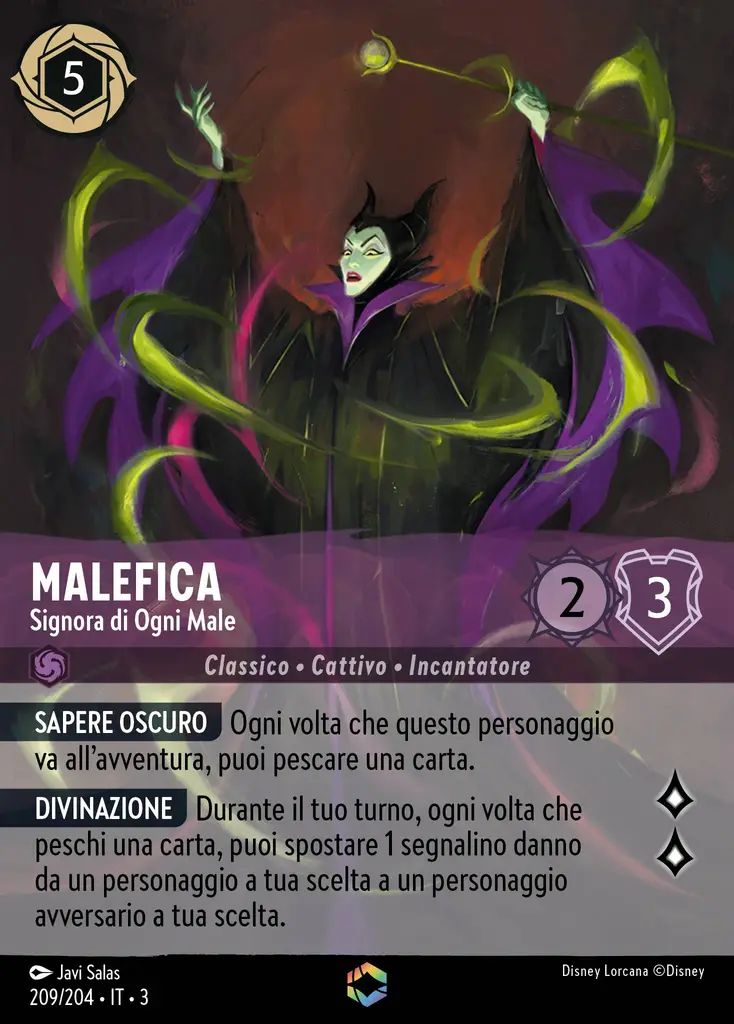 5
MALEFICA
Signora di Ogni Male
2
3
Classico • Cattivo • Incantatore
SAPERE OSCURO Ogni volta che questo personaggio
va all’avventura, puoi pescare una carta.
DIVINAZIONE Durante il tuo turno, ogni volta che
peschi una carta, puoi spostare 1 segnalino danno
da un personaggio a tua scelta a un personaggio
avversario a tua scelta.
Javi Salas
Disney Lorcana ©Disney
209/204 • IT • 3